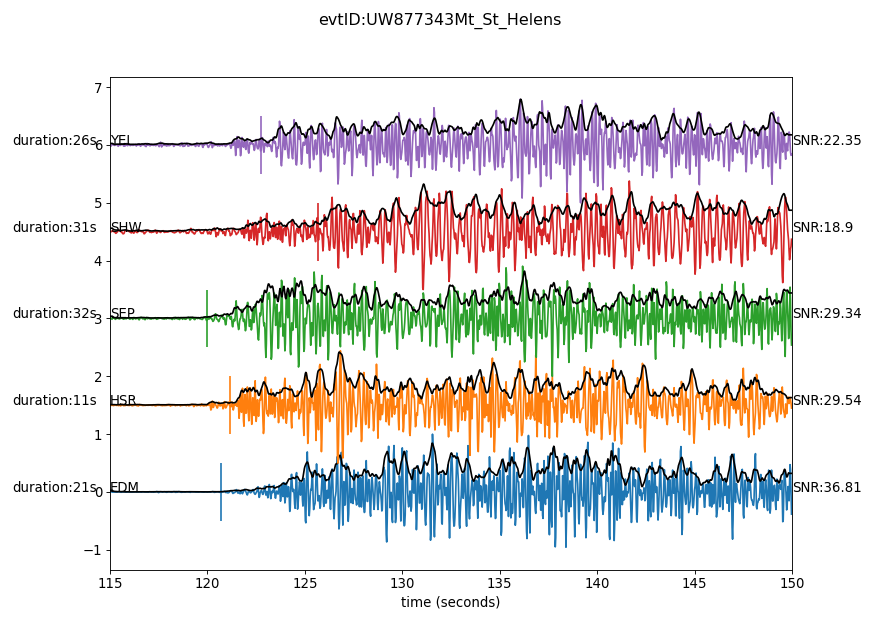 evtID:UW877343Mt_St_Helens
7
duration:26s YEL SNR:22.35
6
5
duration:31s SHW SNR:18.9
4
duration:32s SEP SNR:29.34
3
2
duration:11s HSR SNR:29.54
1
duration:21s EDM SNR:36.81
0
−1
115 120 125 130 135 140 145 150
time (seconds)